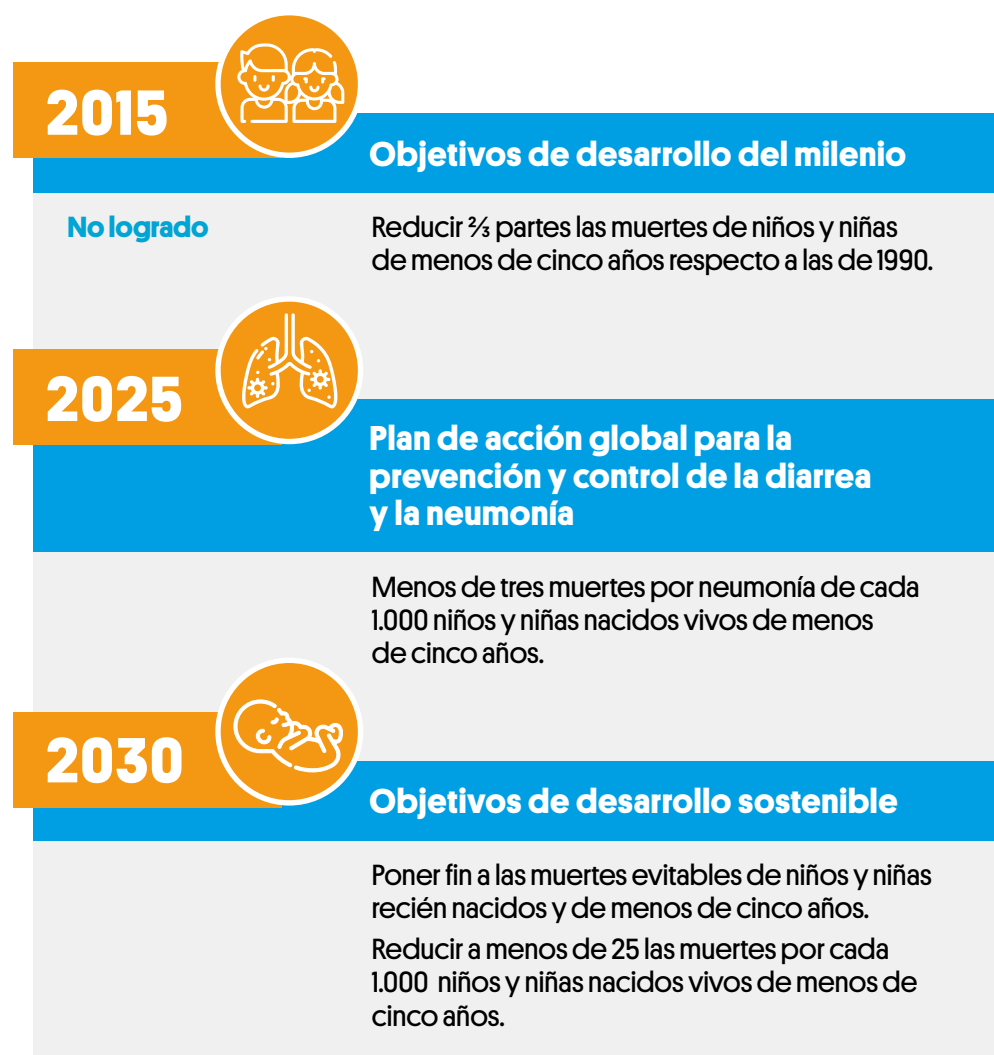 2015
Objetivos de desarrollo del milenio
No logrado
Reducir ⅔ partes las muertes de niños y niñas
de menos de cinco años respecto a las de 1990.
2025
Plan de acción global para la
prevención y control de la diarrea
y la neumonía
Menos de tres muertes por neumonía de cada
1.000 niños y niñas nacidos vivos de menos
de cinco años.
2030
Objetivos de desarrollo sostenible
Poner fin a las muertes evitables de niños y niñas
recién nacidos y de menos de cinco años.
Reducir a menos de 25 las muertes por cada
1.000 niños y niñas nacidos vivos de menos de
cinco años.